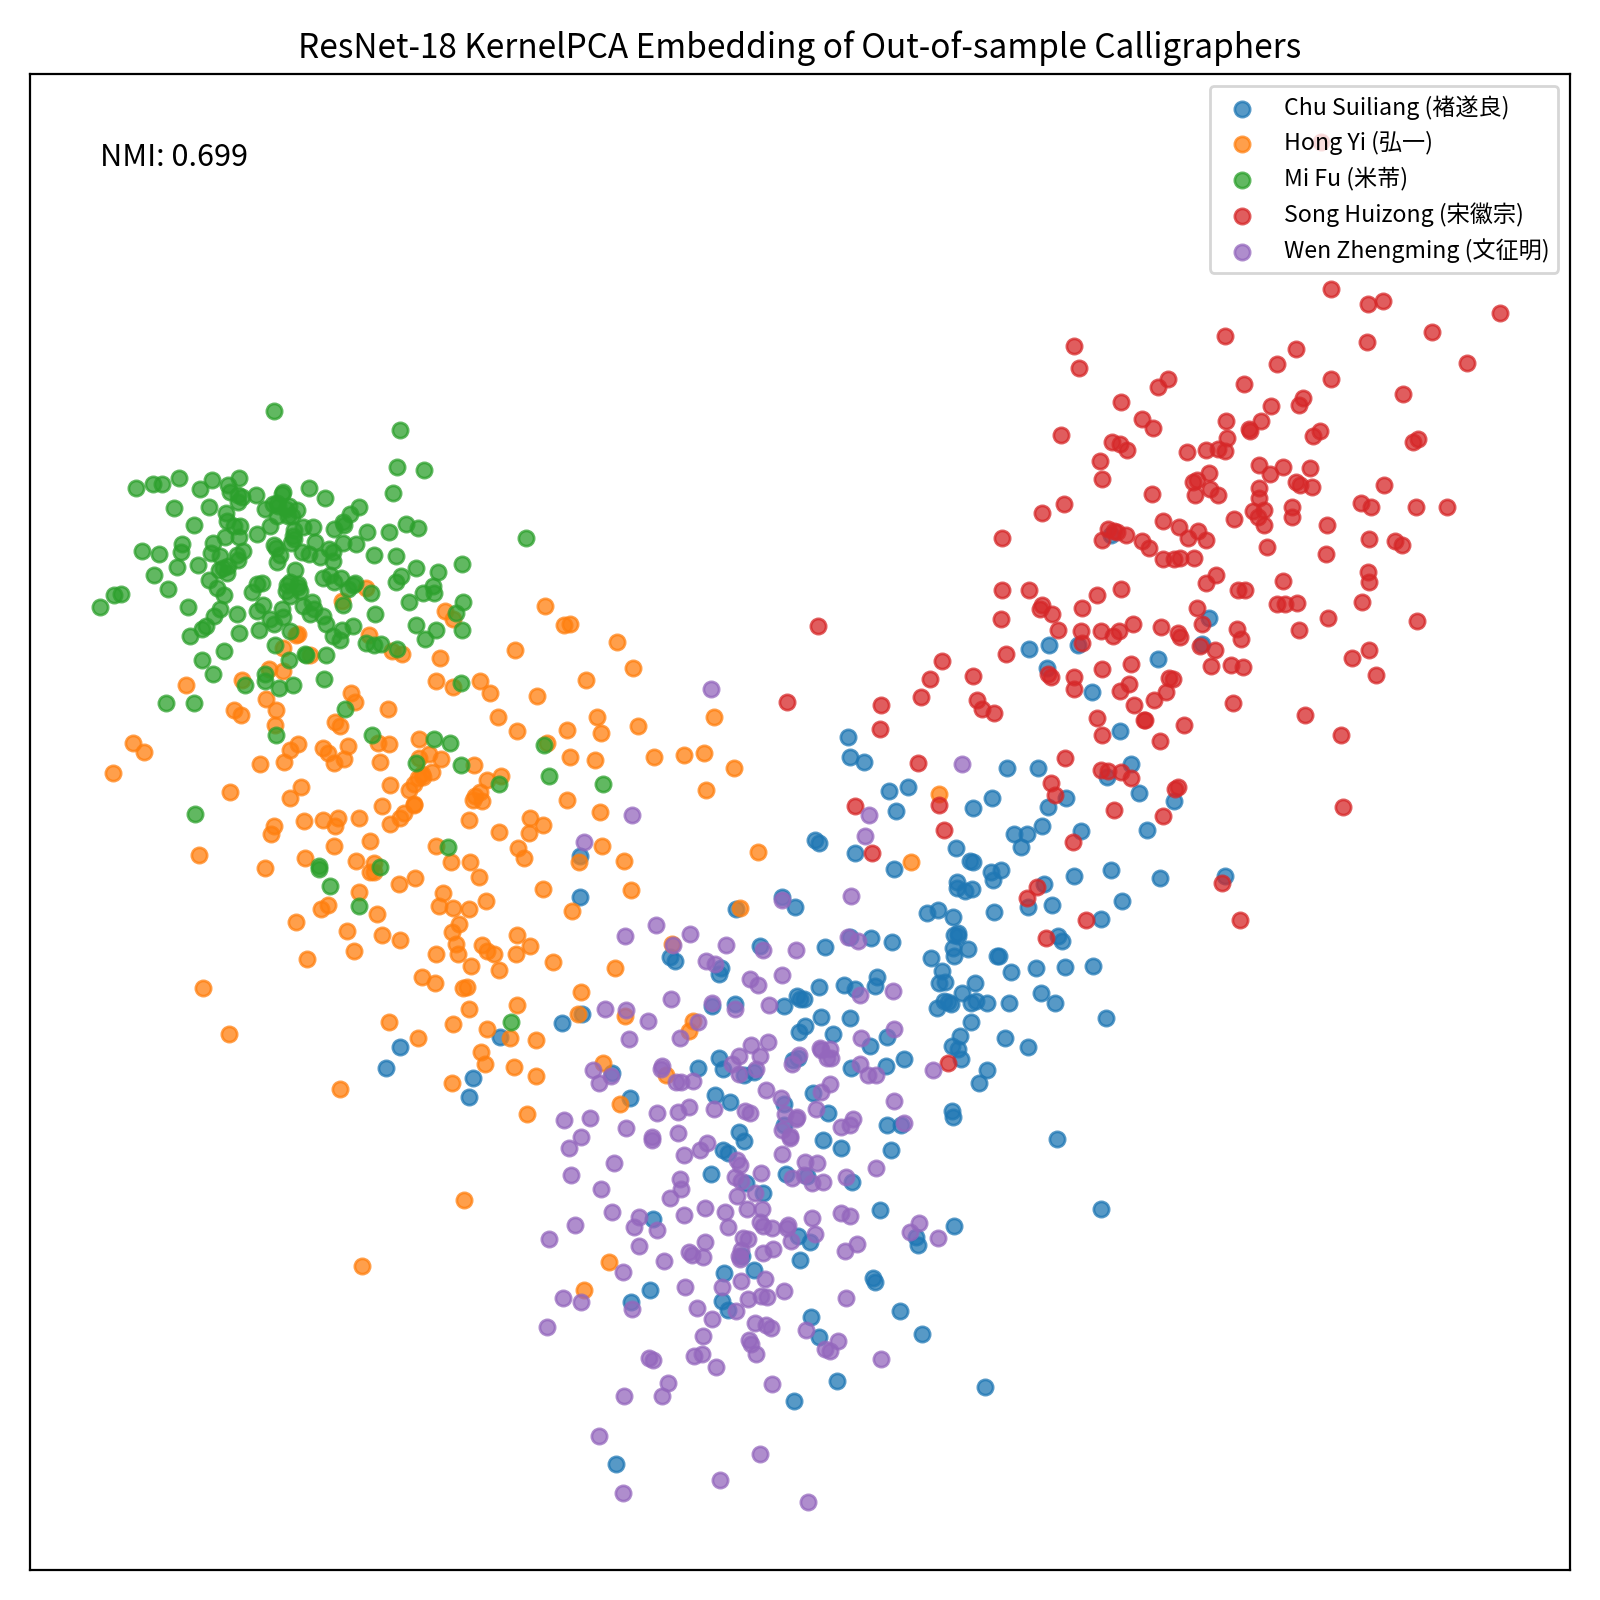 ResNet-18 KernelPCA Embedding of Out-of-sample Calligraphers
NMI: 0.699
Chu Suiliang (褚遂良)
Hong Yi (弘一)
Mi Fu (米芾)
Song Huizong (宋徽宗)
Wen Zhengming (文征明)